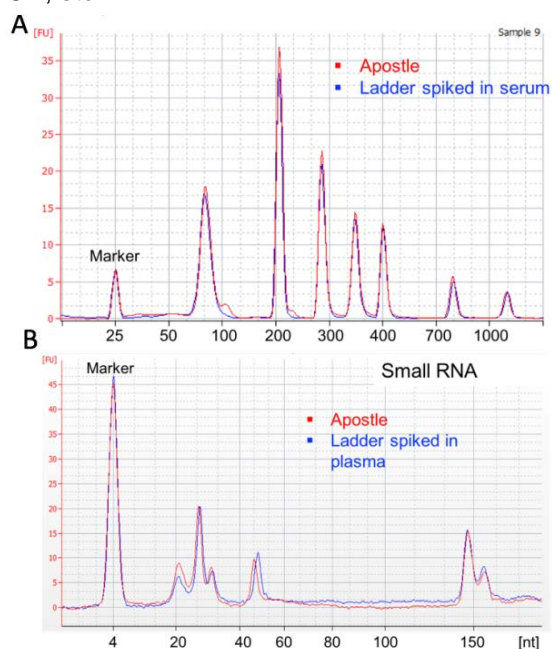 A
[FU]
Sample 9
Apostle
Ladder spiked in serum
Marker
35
30
25
20
15
10
5
0
25 50 100 200 300 400 700 1000
B
[FU]
Marker
Small RNA
Apostle
Ladder spiked in
plasma
45
40
35
30
25
20
15
10
5
0
4 20 40 60 80 100 150 [nt]